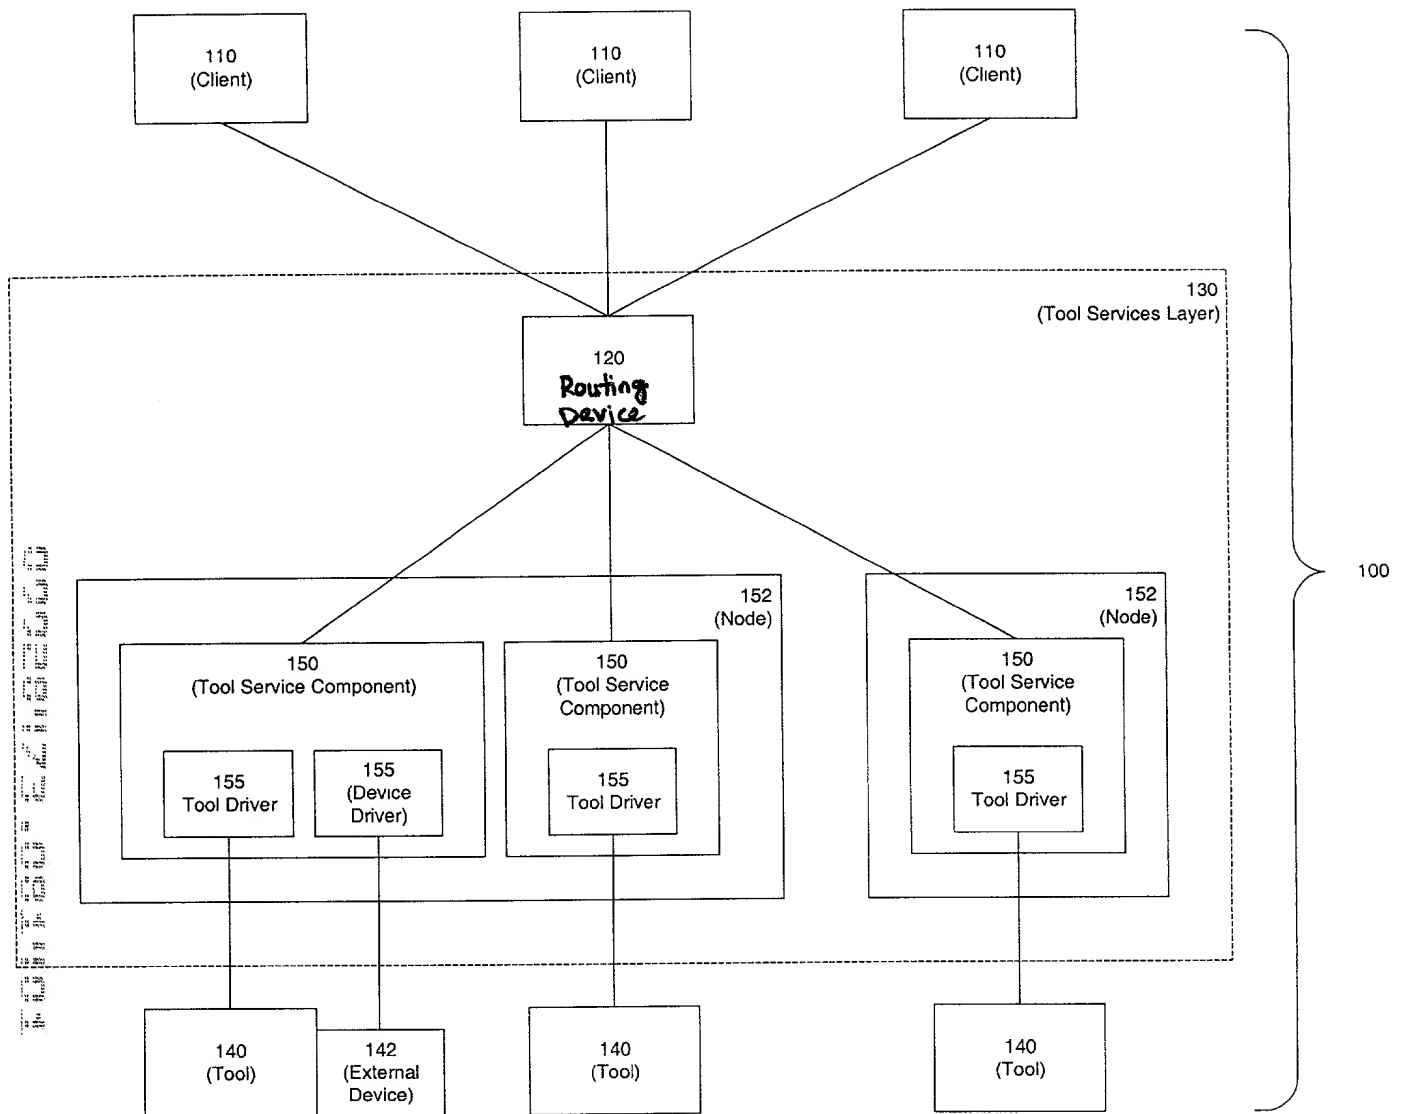 110
(Client)
110
(Client)
110
(Client)
130
(Tool Services Layer)
120
Routing
Device
100
152
(Node)
152
(Node)
150
(Tool Service Component)
150
(Tool Service
Component)
150
(Tool Service
Component)
155
Tool Driver
155
(Device
Driver)
155
Tool Driver
155
Tool Driver
140
(Tool)
142
(External
Device)
140
(Tool)
140
(Tool)